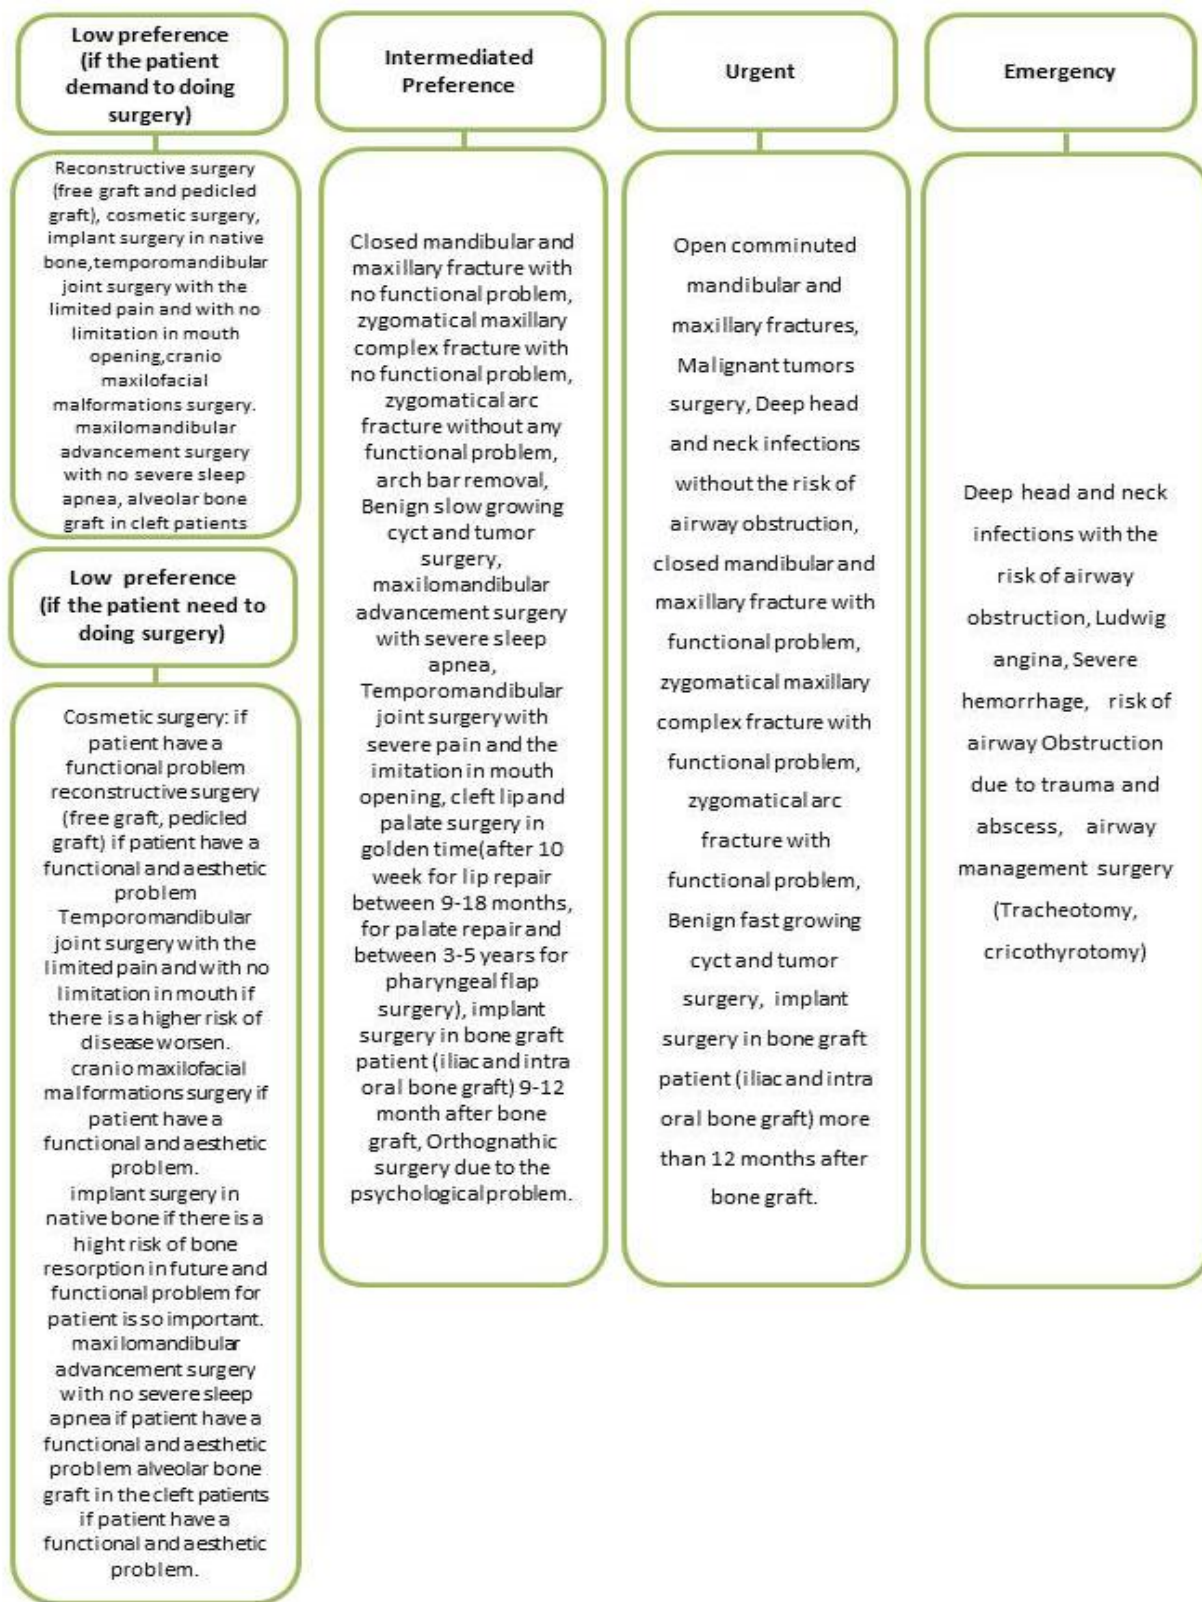 Low preference
(if the patient
demand to doing
surgery)
Reconstructive surgery
(free graft and pedicled
graft), cosmetic surgery,
implant surgery in native
bone,temporomandibular
joint surgery with the
limited pain and with no
limitation in mouth
opening,cranio
maxilofacial
malformations surgery.
maxilomandibular
advancement surgery
with no severe sleep
apnea, alveolar bone
graft in cleft patients
Low preference
(if the patient need to
doing surgery)
Cosmetic surgery: if
patient have a
functional problem
reconstructive surgery
(free graft, pedicled
graft) if patient have a
functional and aesthetic
problem
Temporomandibular
joint surgery with the
limited pain and with no
limitation in mouth if
there is a higher risk of
disease worsen.
cranio maxilofacial
malformations surgery if
patient have a
functional and aesthetic
problem.
implant surgery in
native bone if there is a
hight risk of bone
resorption in future and
functional problem for
patient is so important.
maxilomandibular
advancement surgery
with no severe sleep
apnea if patient have a
functional and aesthetic
problem alveolar bone
graft in the cleft patients
if patient have a
functional and aesthetic
problem.
Intermediated
Preference
Closed mandibular and
maxillary fracture with
no functional problem,
zygomatical maxillary
complex fracture with
no functional problem,
zygomatical arc
fracture without any
functional problem,
arch bar removal,
Benign slow growing
cyct and tumor
surgery,
maxilomandibular
advancement surgery
with severe sleep
apnea,
Temporomandibular
joint surgery with
severe pain and the
imitation in mouth
opening, cleft lip and
palate surgery in
golden time(after 10
week for lip repair
between 9-18 months,
for palate repair and
between 3-5 years for
pharyngeal flap
surgery), implant
surgery in bone graft
patient (iliac and intra
oral bone graft) 9-12
month after bone
graft, Orthognathic
surgery due to the
psychological problem.
Urgent
Open comminuted
mandibular and
maxillary fractures,
Malignant tumors
surgery, Deep head
and neck infections
without the risk of
airway obstruction,
closed mandibular and
maxillary fracture with
functional problem,
zygomatical maxillary
complex fracture with
functional problem,
zygomatical arc
fracture with
functional problem,
Benign fast growing
cyct and tumor
surgery, implant
surgery in bone graft
patient (iliac and intra
oral bone graft) more
than 12 months after
bone graft.
Emergency
Deep head and neck
infections with the
risk of airway
obstruction, Ludwig
angina, Severe
hemorrhage, risk of
airway Obstruction
due to trauma and
abscess, airway
management surgery
(Tracheotomy,
cricothyrotomy)